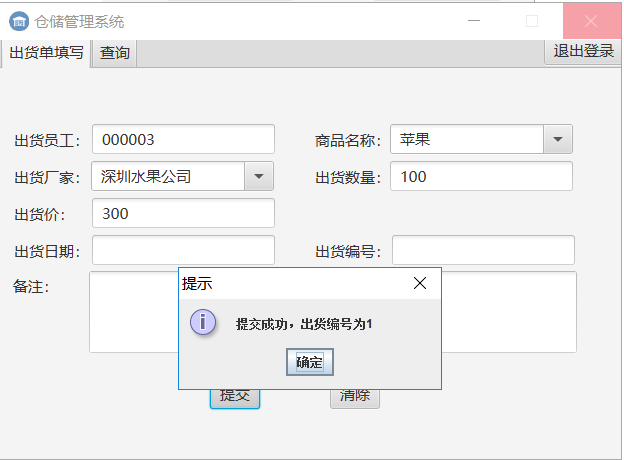 仓储管理系统
出货单填写 查询 退出登录
出货员工： 000003 商品名称： 苹果
出货厂家： 深圳水果公司 出货数量： 100
出货价： 300
出货日期： 出货编号：
备注：
提示
提交成功，出货编号为1
确定
提交 清除